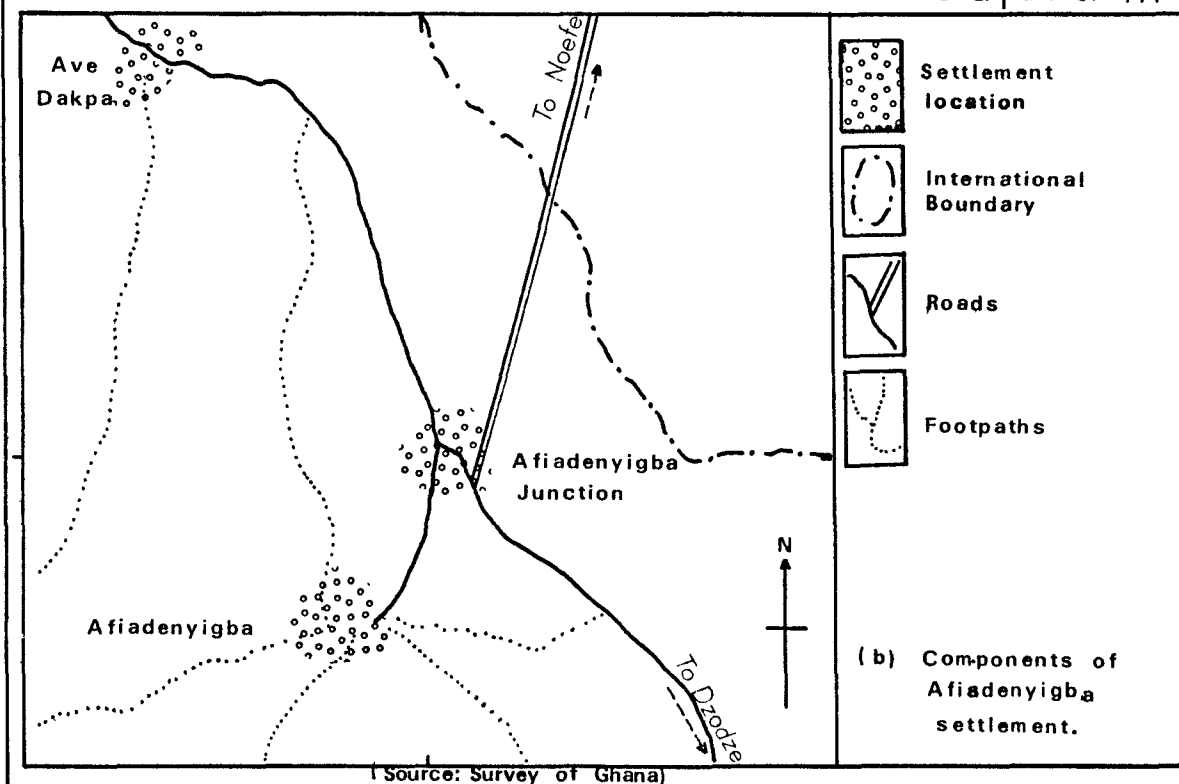 Ave
Dakpa
To Noefe
Afiadenyigba
Junction
Afiadenyigba
N
To Dzodze
Settlement
location
International
Boundary
Roads
Footpaths
(b) Components of
Afiadenyigba
settlement.
(Source: Survey of Ghana)